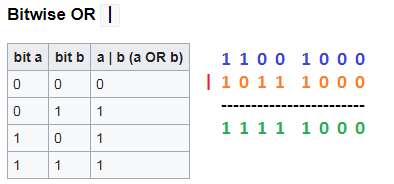 Bitwise OR |
bit a bit b a | b (a OR b)
0 0 0
0 1 1
1 0 1
1 1 1
1 1 0 0 1 0 0 0
| 1 0 1 1 1 0 0 0
------------------------
1 1 1 1 1 0 0 0